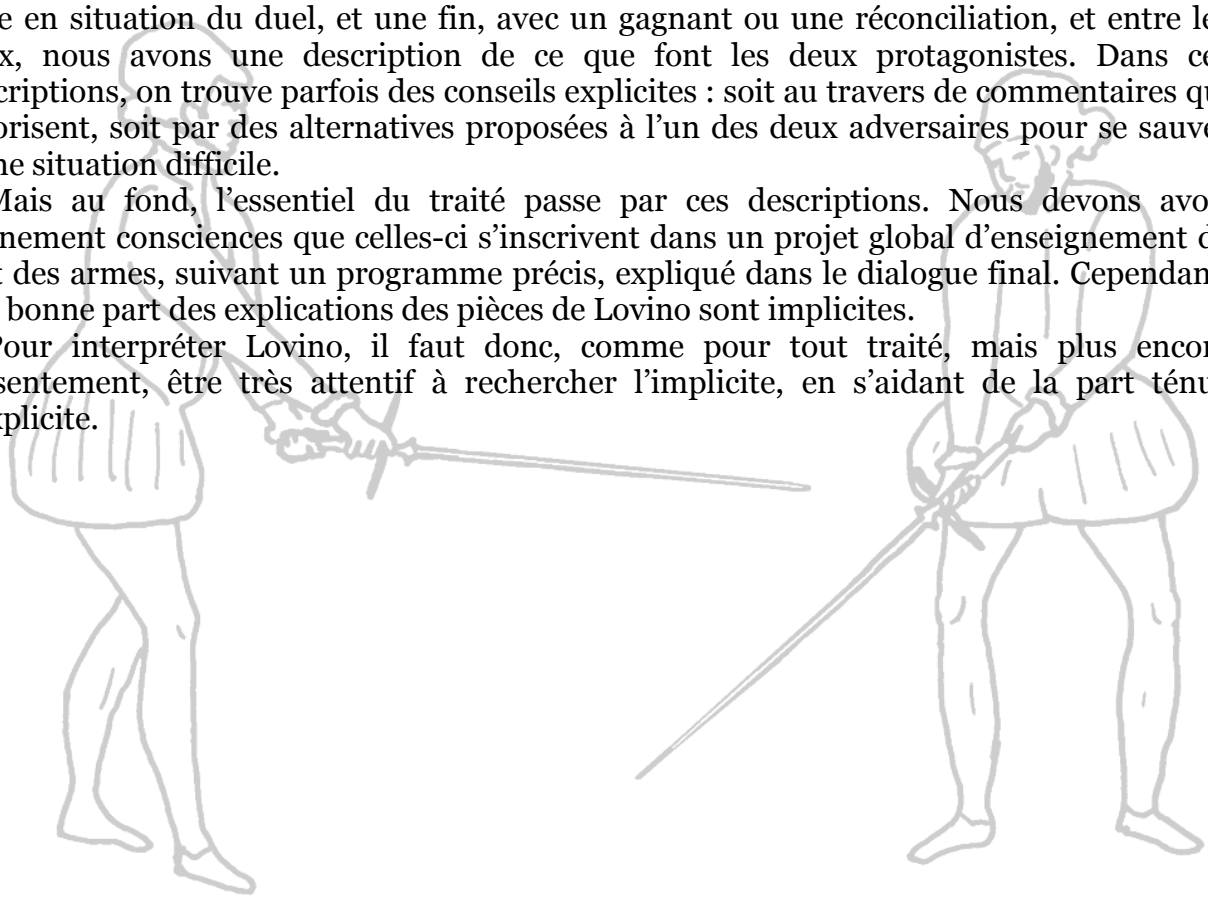 e en situation du duel, et une fin, avec un gagnant ou une réconciliation, et entre le
x, nous avons une description de ce que font les deux protagonistes. Dans ce
criptions, on trouve parfois des conseils explicites : soit au travers de commentaires qu
orisent, soit par des alternatives proposées à l’un des deux adversaires pour se sauve
ne situation difficile.
Mais au fond, l’essentiel du traité passe par ces descriptions. Nous devons avo
inement consciences que celles-ci s’inscrivent dans un projet global d’enseignement d
t des armes, suivant un programme précis, expliqué dans le dialogue final. Cependan
bonne part des explications des pièces de Lovino sont implicites.
Pour interpréter Lovino, il faut donc, comme pour tout traité, mais plus encor
sentement, être très attentif à rechercher l’implicite, en s’aidant de la part ténu
xplicite.